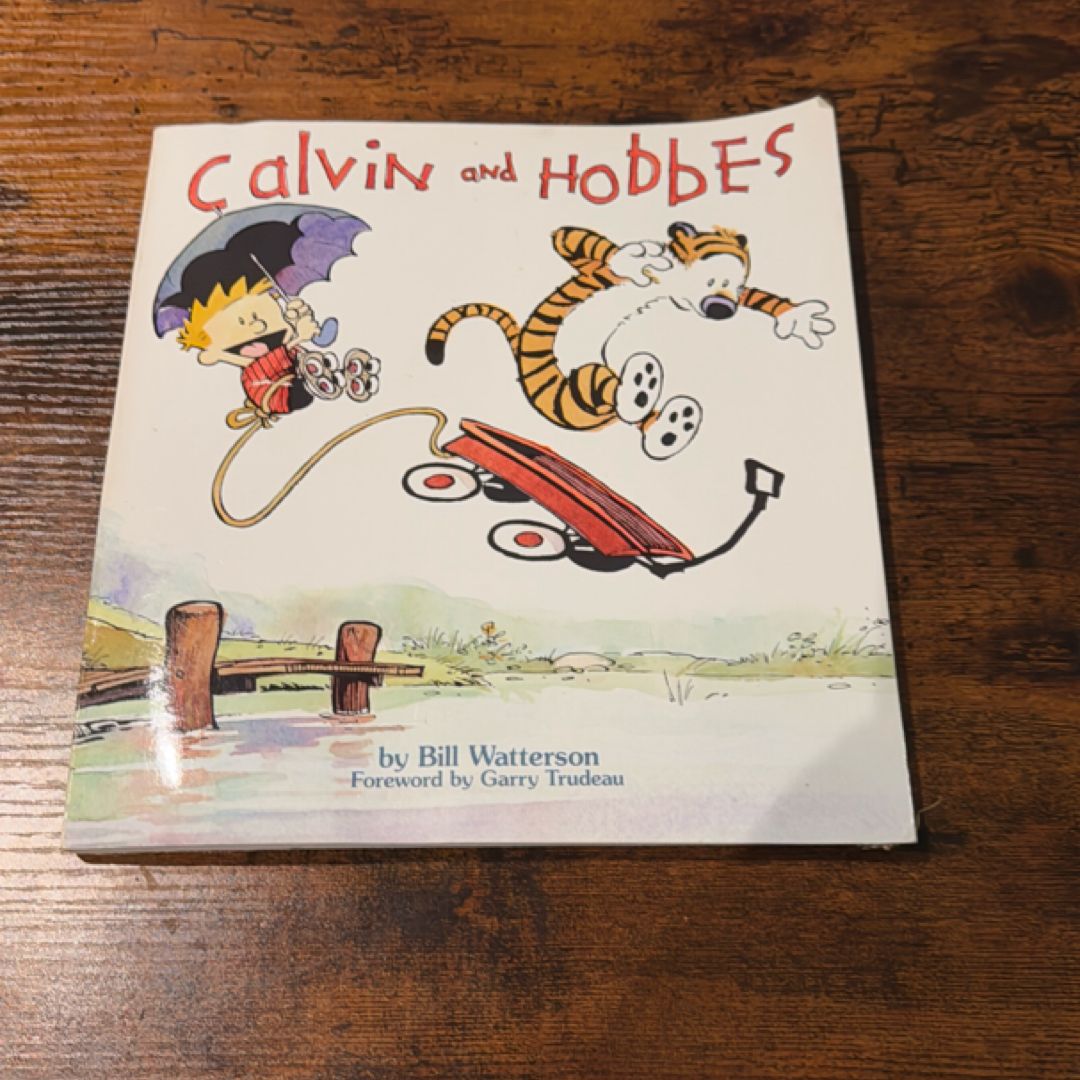 Calvin and Hobbes
by Bill Watterson
Foreword by Garry Trudeau